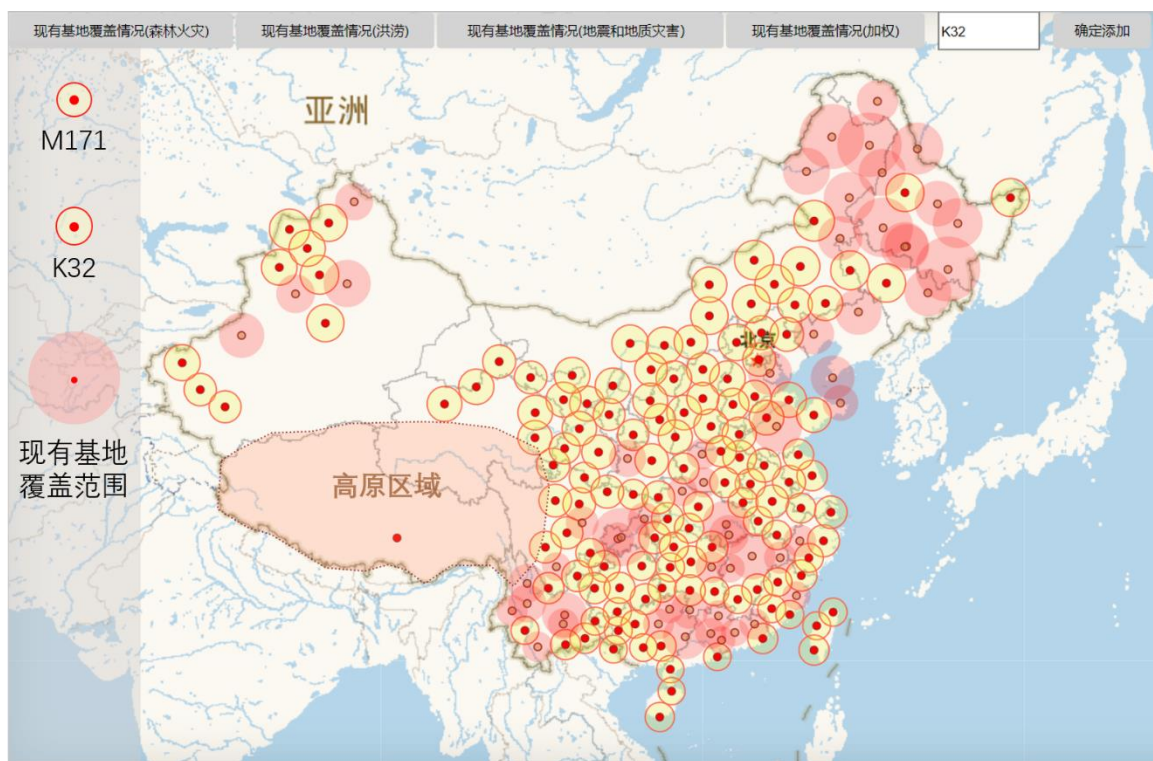 现有基地覆盖情况(森林火灾)
现有基地覆盖情况(洪涝)
现有基地覆盖情况(地震和地质灾害)
现有基地覆盖情况(加权)
K32
确定添加
亚洲
M171
K32
北京
现有基地
覆盖范围
高原区域